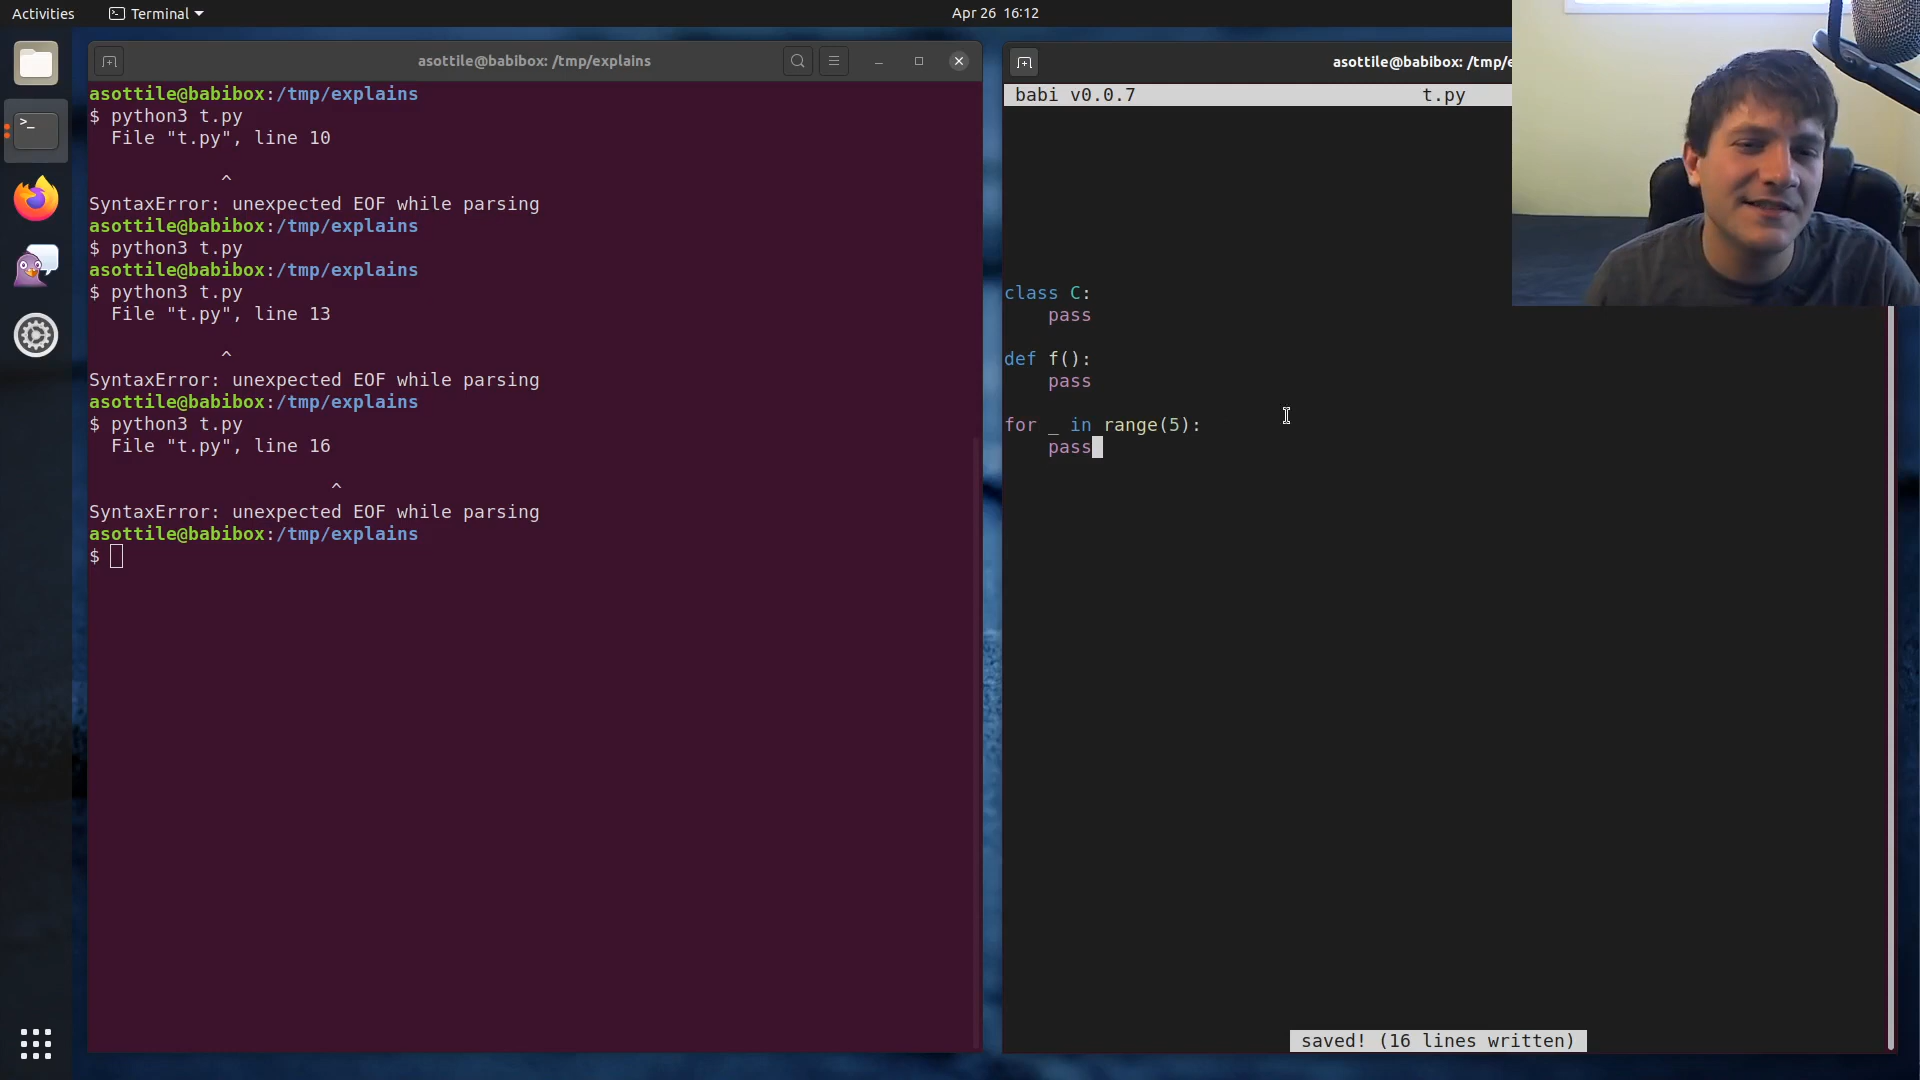 Activities
Terminal
Apr 26 16:12
asottile@babibox: /tmp/explains
asottile@babibox:/tmp/explains
$ python3 t.py
File "t.py", line 10
^
SyntaxError: unexpected EOF while parsing
asottile@babibox:/tmp/explains
$ python3 t.py
asottile@babibox:/tmp/explains
$ python3 t.py
File "t.py", line 13
^
SyntaxError: unexpected EOF while parsing
asottile@babibox:/tmp/explains
$ python3 t.py
File "t.py", line 16
^
SyntaxError: unexpected EOF while parsing
asottile@babibox:/tmp/explains
$
asottile@babibox: /tmp/e
babi v0.0.7 t.py
class C:
    pass
def f():
    pass
for _ in range(5):
    pass
saved! (16 lines written)